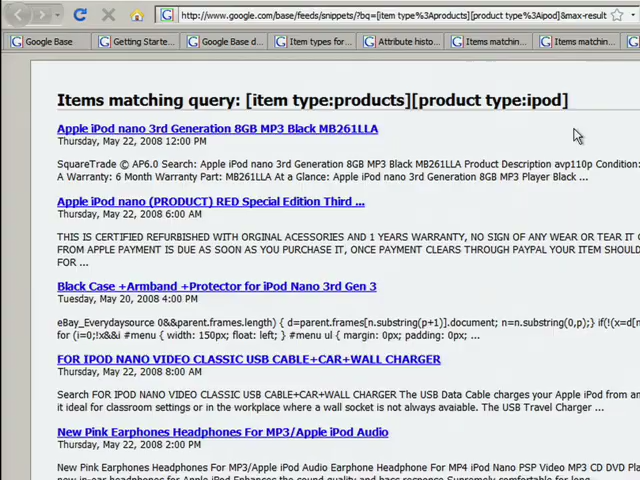 http://www.google.com/base/feeds/snippets/?bq=[item type%3Aproducts][product type%3Aipod]&max-result
Google Base
Getting Starte...
Google Base d...
Item types for...
Attribute histo...
Items matchin...
Items matchin...
Items matching query: [item type:products][product type:ipod]
Apple iPod nano 3rd Generation 8GB MP3 Black MB261LLA
Thursday, May 22, 2008 12:00 PM
SquareTrade © AP6.0 Search: Apple iPod nano 3rd Generation 8GB MP3 Black MB261LLA Product Description avp110p Condition:
A Warranty: 6 Month Warranty Part: MB261LLA At a Glance: Apple iPod nano 3rd Generation 8GB MP3 Player Black ...
Apple iPod nano (PRODUCT) RED Special Edition Third ...
Thursday, May 22, 2008 6:00 AM
THIS IS CERTIFIED REFURBISHED WITH ORGINAL ACESSORIES AND 1 YEARS WARRANTY, NO SIGN OF ANY WEAR OR TEAR IT
FROM APPLE PAYMENT IS DUE AS SOON AS YOU PURCHASE IT, ONCE PAYMENT CLEARS THROUGH PAYPAL YOUR ITEM SHOULD
FOR ...
Black Case +Armband +Protector for iPod Nano 3rd Gen 3
Tuesday, May 20, 2008 4:00 PM
eBay_Everydaysource 0&&parent.frames.length) { d=parent.frames[n.substring(p+1)].document; n=n.substring(0,p);} if(!(x=d[n
for (i=0;!x&&i #menu { width: 150px; float: left; } #menu ul { margin: 0px; padding: 0px; ...
FOR IPOD NANO VIDEO CLASSIC USB CABLE+CAR+WALL CHARGER
Thursday, May 22, 2008 8:00 AM
Search FOR IPOD NANO VIDEO CLASSIC USB CABLE+CAR+WALL CHARGER The USB Data Cable charges your Apple iPod from an
it ideal for classroom settings or in the workplace where a wall socket is not always avaiable. The USB Travel Charger ...
New Pink Earphones Headphones For MP3/Apple iPod Audio
Thursday, May 22, 2008 2:00 PM
New Pink Earphones Headphones For MP3/Apple iPod Audio Earphone Headphone For MP4 iPod Nano PSP Video MP3 CD DVD Pla